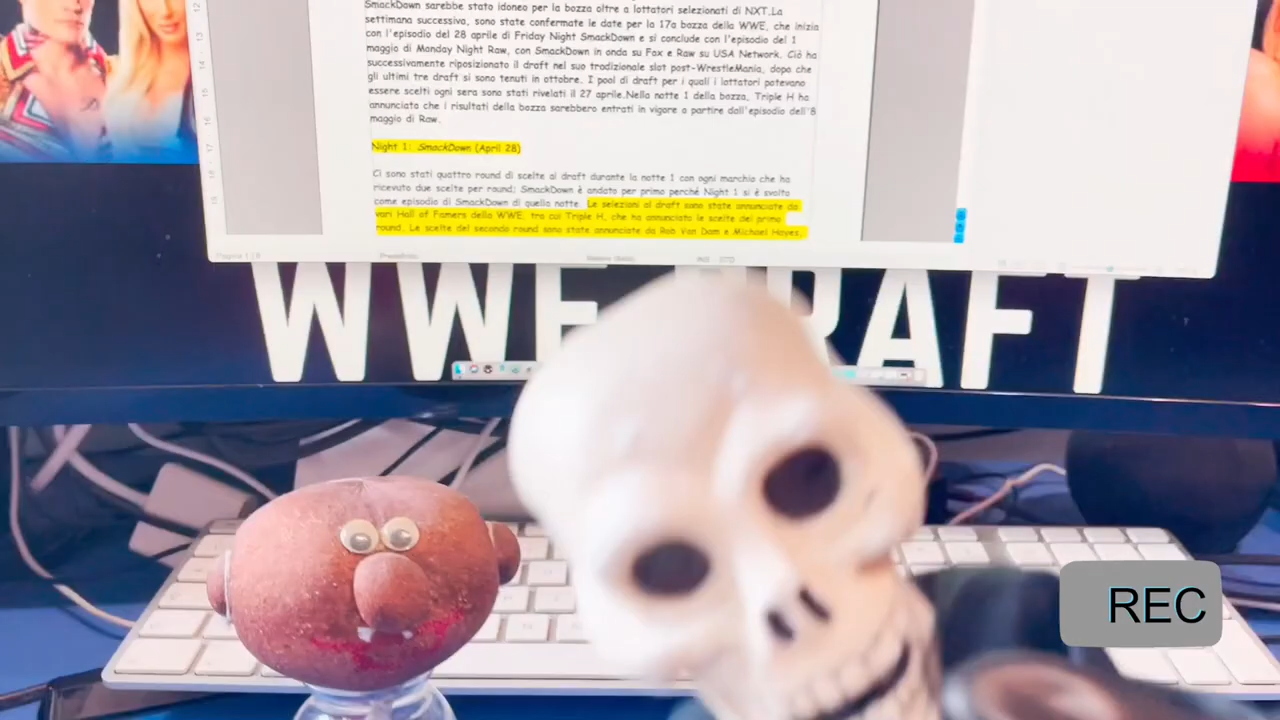 SmackDown sarebbe stato idoneo per la bozza oltre a lottatori selezionati di NXT.La
settimana successiva, sono state confermate le date per la 17a bozza della WWE, che inizia
con l'episodio del 28 aprile di Friday Night SmackDown e si conclude con l'episodio del 1
maggio di Monday Night Raw, con SmackDown in onda su Fox e Raw su USA Network. Ciò ha
successivamente riposizionato il draft nel suo tradizionale slot post-WrestleMania, dopo che
gli ultimi tre draft si sono tenuti in ottobre. I pool di draft per i quali i lottatori potevano
essere scelti ogni sera sono stati rivelati il 27 aprile.Nella notte 1 della bozza, Triple H ha
annunciato che i risultati della bozza sarebbero entrati in vigore a partire dall'episodio dell'8
maggio di Raw.
Night 1: SmackDown (April 28)
Ci sono stati quattro round di scelte al draft durante la notte 1 con ogni marchio che ha
ricevuto due scelte per round; SmackDown è andato per primo perché Night 1 si è svolta
come episodio di SmackDown di quella notte. Le selezioni al draft sono state annunciate da
vari Hall of Famers della WWE, tra cui Triple H, che ha annunciato le scelte del primo
round. Le scelte del secondo round sono state annunciate da Rob Van Dam e Michael Hayes,
WWE DRAFT
REC